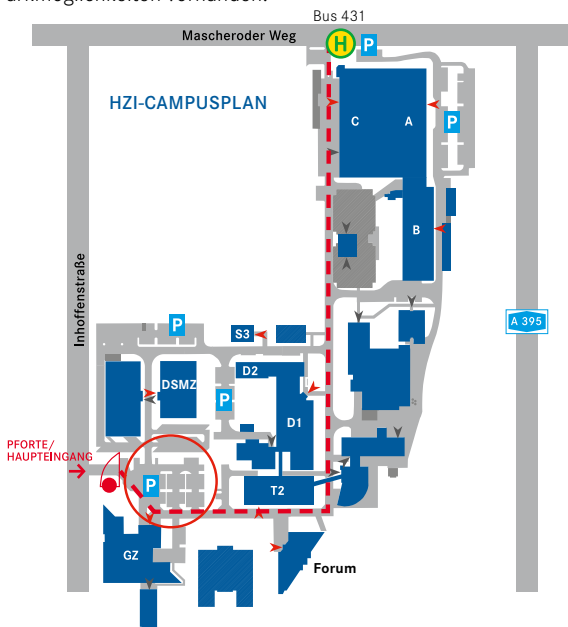 Bus 431
Mascheroder Weg
H
P
HZI-CAMPUSPLAN
C
A
P
B
Inhoffenstraße
A 395
P
S3
D2
DSMZ
P
D1
PFORTE/
HAUPTEINGANG
P
T2
GZ
Forum